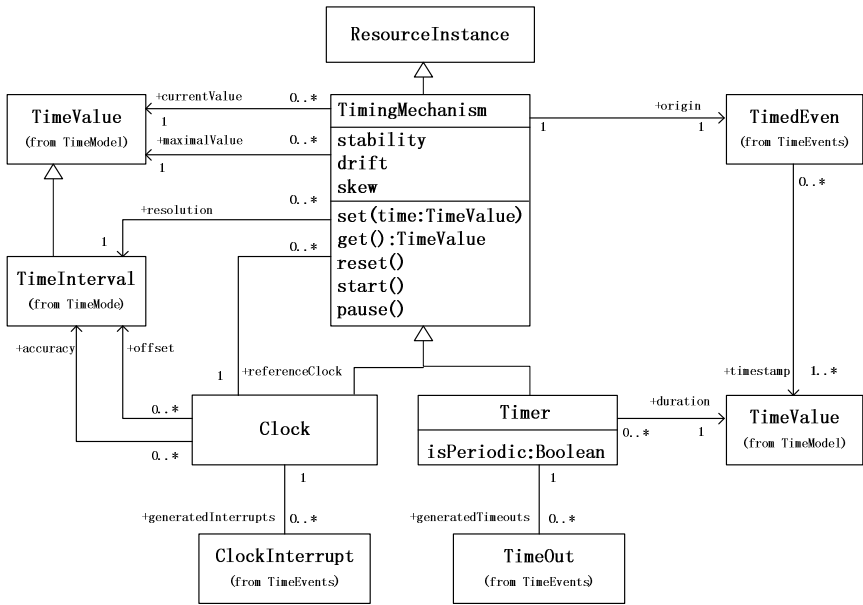 ResourceInstance
+currentValue
0..*
1
TimeValue
(from TimeModel)
+maximalValue
0..*
1
TimingMechanism
stability
drift
skew
set(time:TimeValue)
get():TimeValue
reset()
start()
pause()
+origin
1
1
TimedEven
(from TimeEvents)
0..*
+resolution
0..*
1
0..*
TimeInterval
(from TimeMode)
+accuracy
+offset
1
+referenceClock
0..*
0..*
Clock
Timer
isPeriodic:Boolean
+duration
0..*
1
+timestamp
1..*
TimeValue
(from TimeModel)
1
+generatedInterrupts
0..*
1
+generatedTimeouts
0..*
ClockInterrupt
(from TimeEvents)
TimeOut
(from TimeEvents)